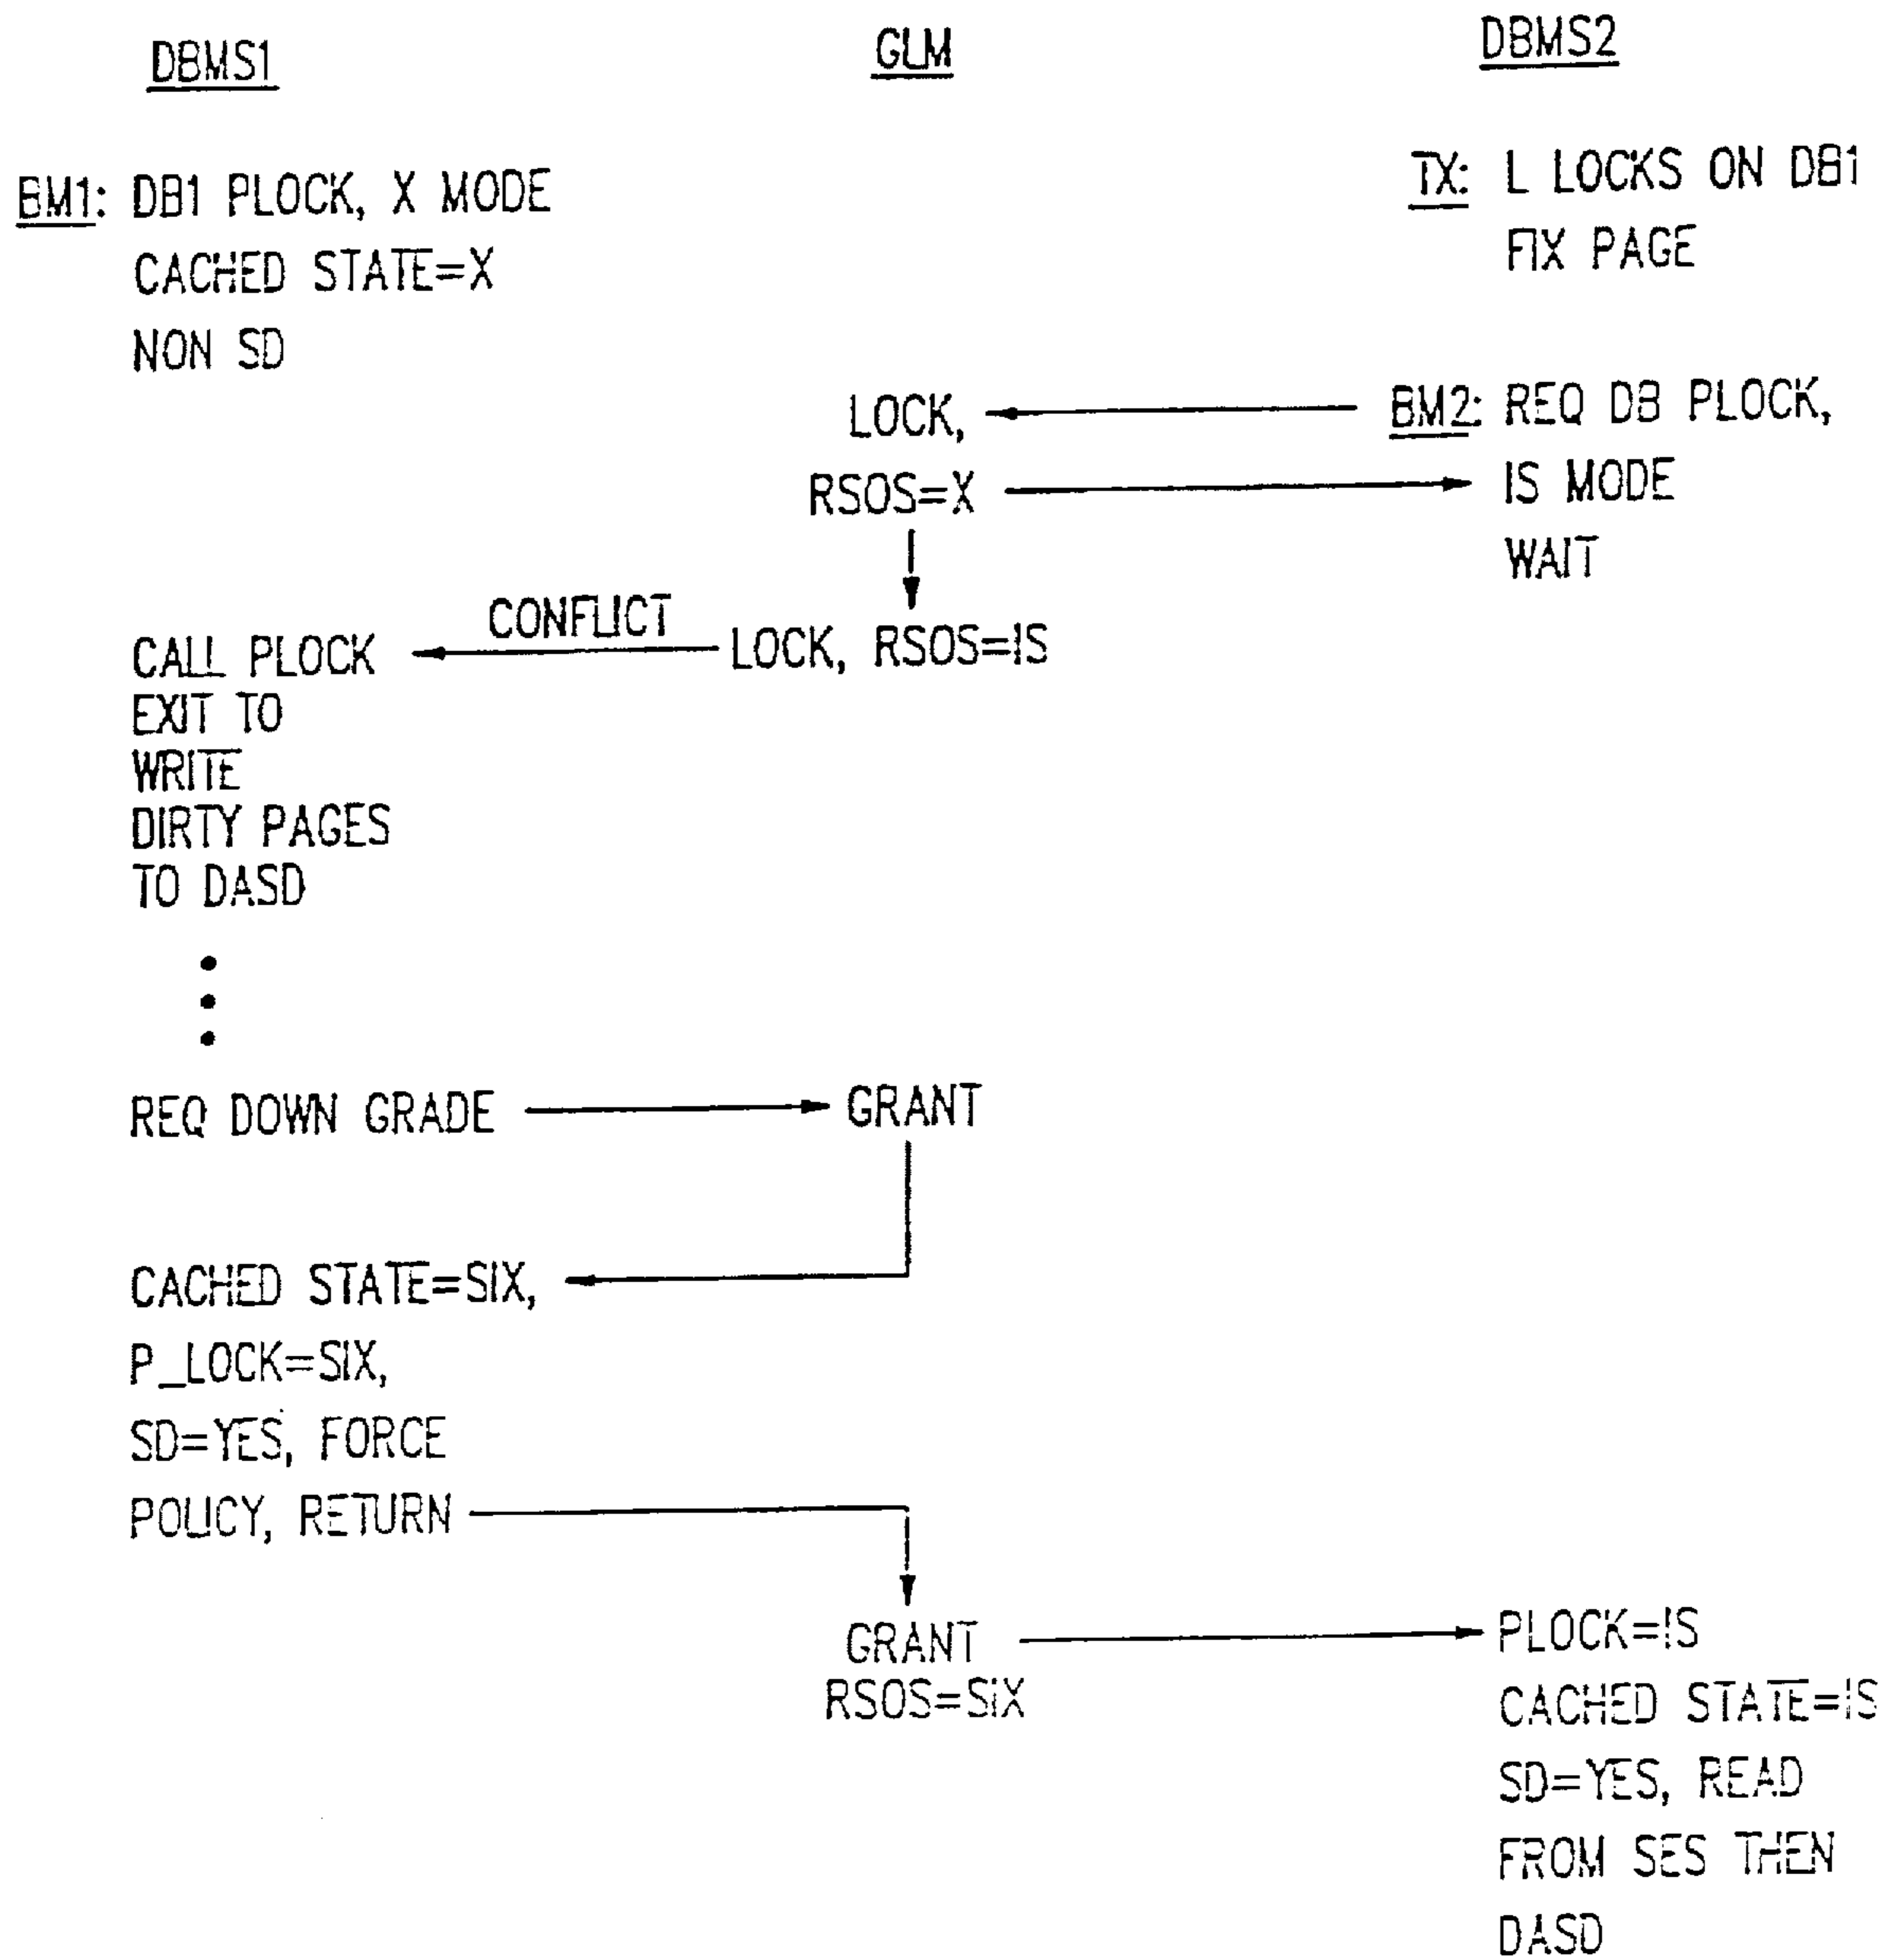 DBMS1 GLM DBMS2
BM1: DB1 PLOCK, X MODE
CACHED STATE=X
NON SD
TX: L LOCKS ON DB1
FIX PAGE
LOCK,
RSOS=X
BM2: REQ DB PLOCK,
IS MODE
WAIT
CONFLICT
LOCK, RSOS=IS
CALL PLOCK
EXIT TO
WRITE
DIRTY PAGES
TO DASD
REQ DOWN GRADE
GRANT
CACHED STATE=SIX,
P_LOCK=SIX,
SD=YES, FORCE
POLICY, RETURN
GRANT
RSOS=SIX
PLOCK=IS
CACHED STATE=IS
SD=YES, READ
FROM SES THEN
DASD